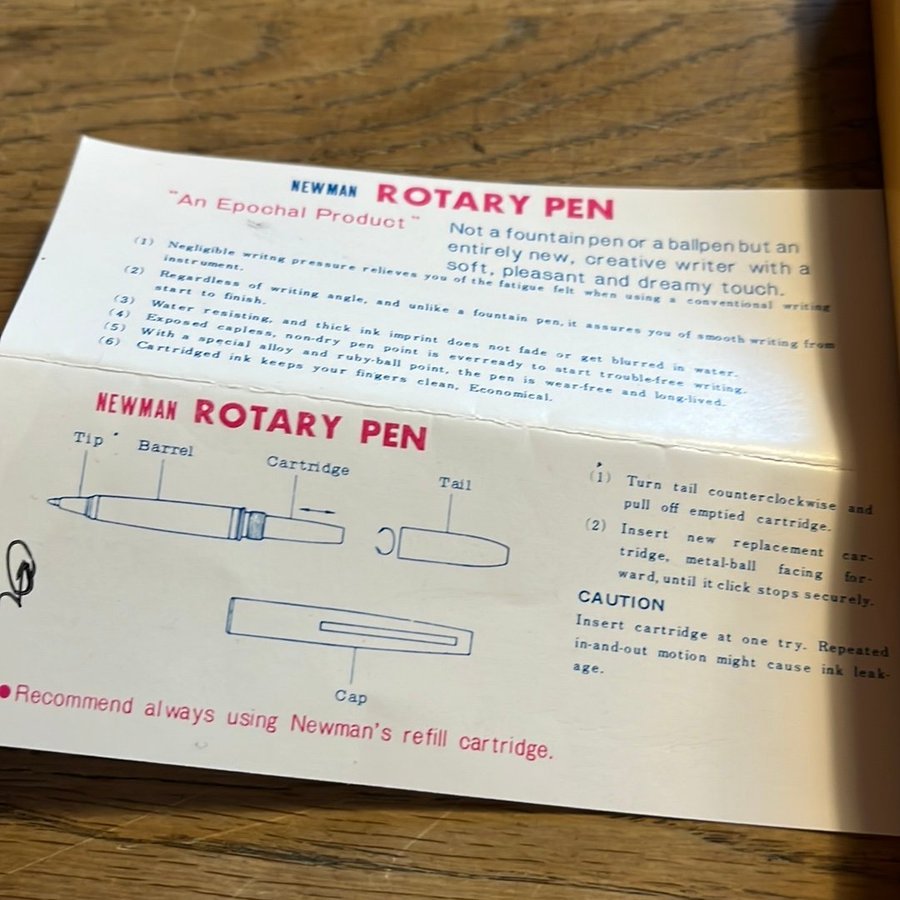 NEWMAN ROTARY PEN
"An Epochal Product"
Not a fountain pen or a ballpen but an
entirely new, creative writer with a
soft, pleasant and dreamy touch.
(1) Negligible writng pressure relieves you of the fatigue felt when using a conventional writing
instrument.
(2) Regardless of writing angle, and unlike a fountain pen, it assures you of smooth writing from
start to finish.
(3) Water resisting, and thick ink imprint does not fade or get blurred in water.
(4) Exposed capless, non-dry pen point is everready to start trouble-free writing.
(5) With a special alloy and ruby-ball point, the pen is wear-free and long-lived.
(6) Cartridged ink keeps your fingers clean, Economical.
NEWMAN ROTARY PEN
Tip
Barrel
Cartridge
Tail
Cap
(1) Turn tail counterclockwise and
pull off emptied cartridge.
(2) Insert new replacement car-
tridge, metal-ball facing for-
ward, until it click stops securely.
CAUTION
Insert cartridge at one try. Repeated
in-and-out motion might cause ink leak-
age.
●Recommend always using Newman's refill cartridge.